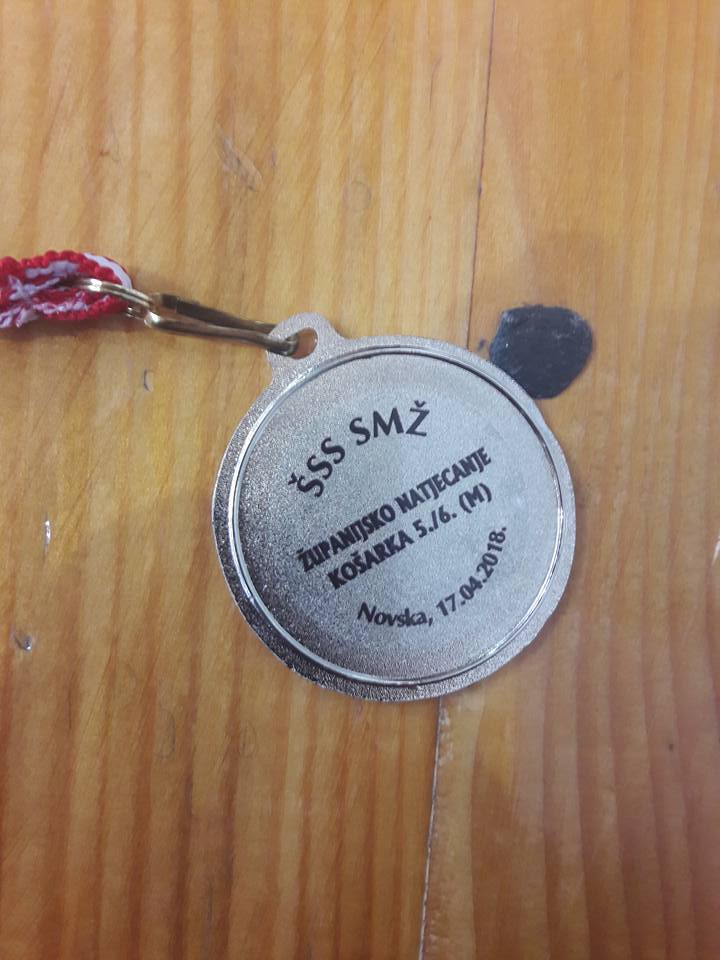 ŠSS SMŽ
ŽUPANIJSKO NATJECANJE
KOŠARKA 5./6. (M)
Novska, 17.04.2018.